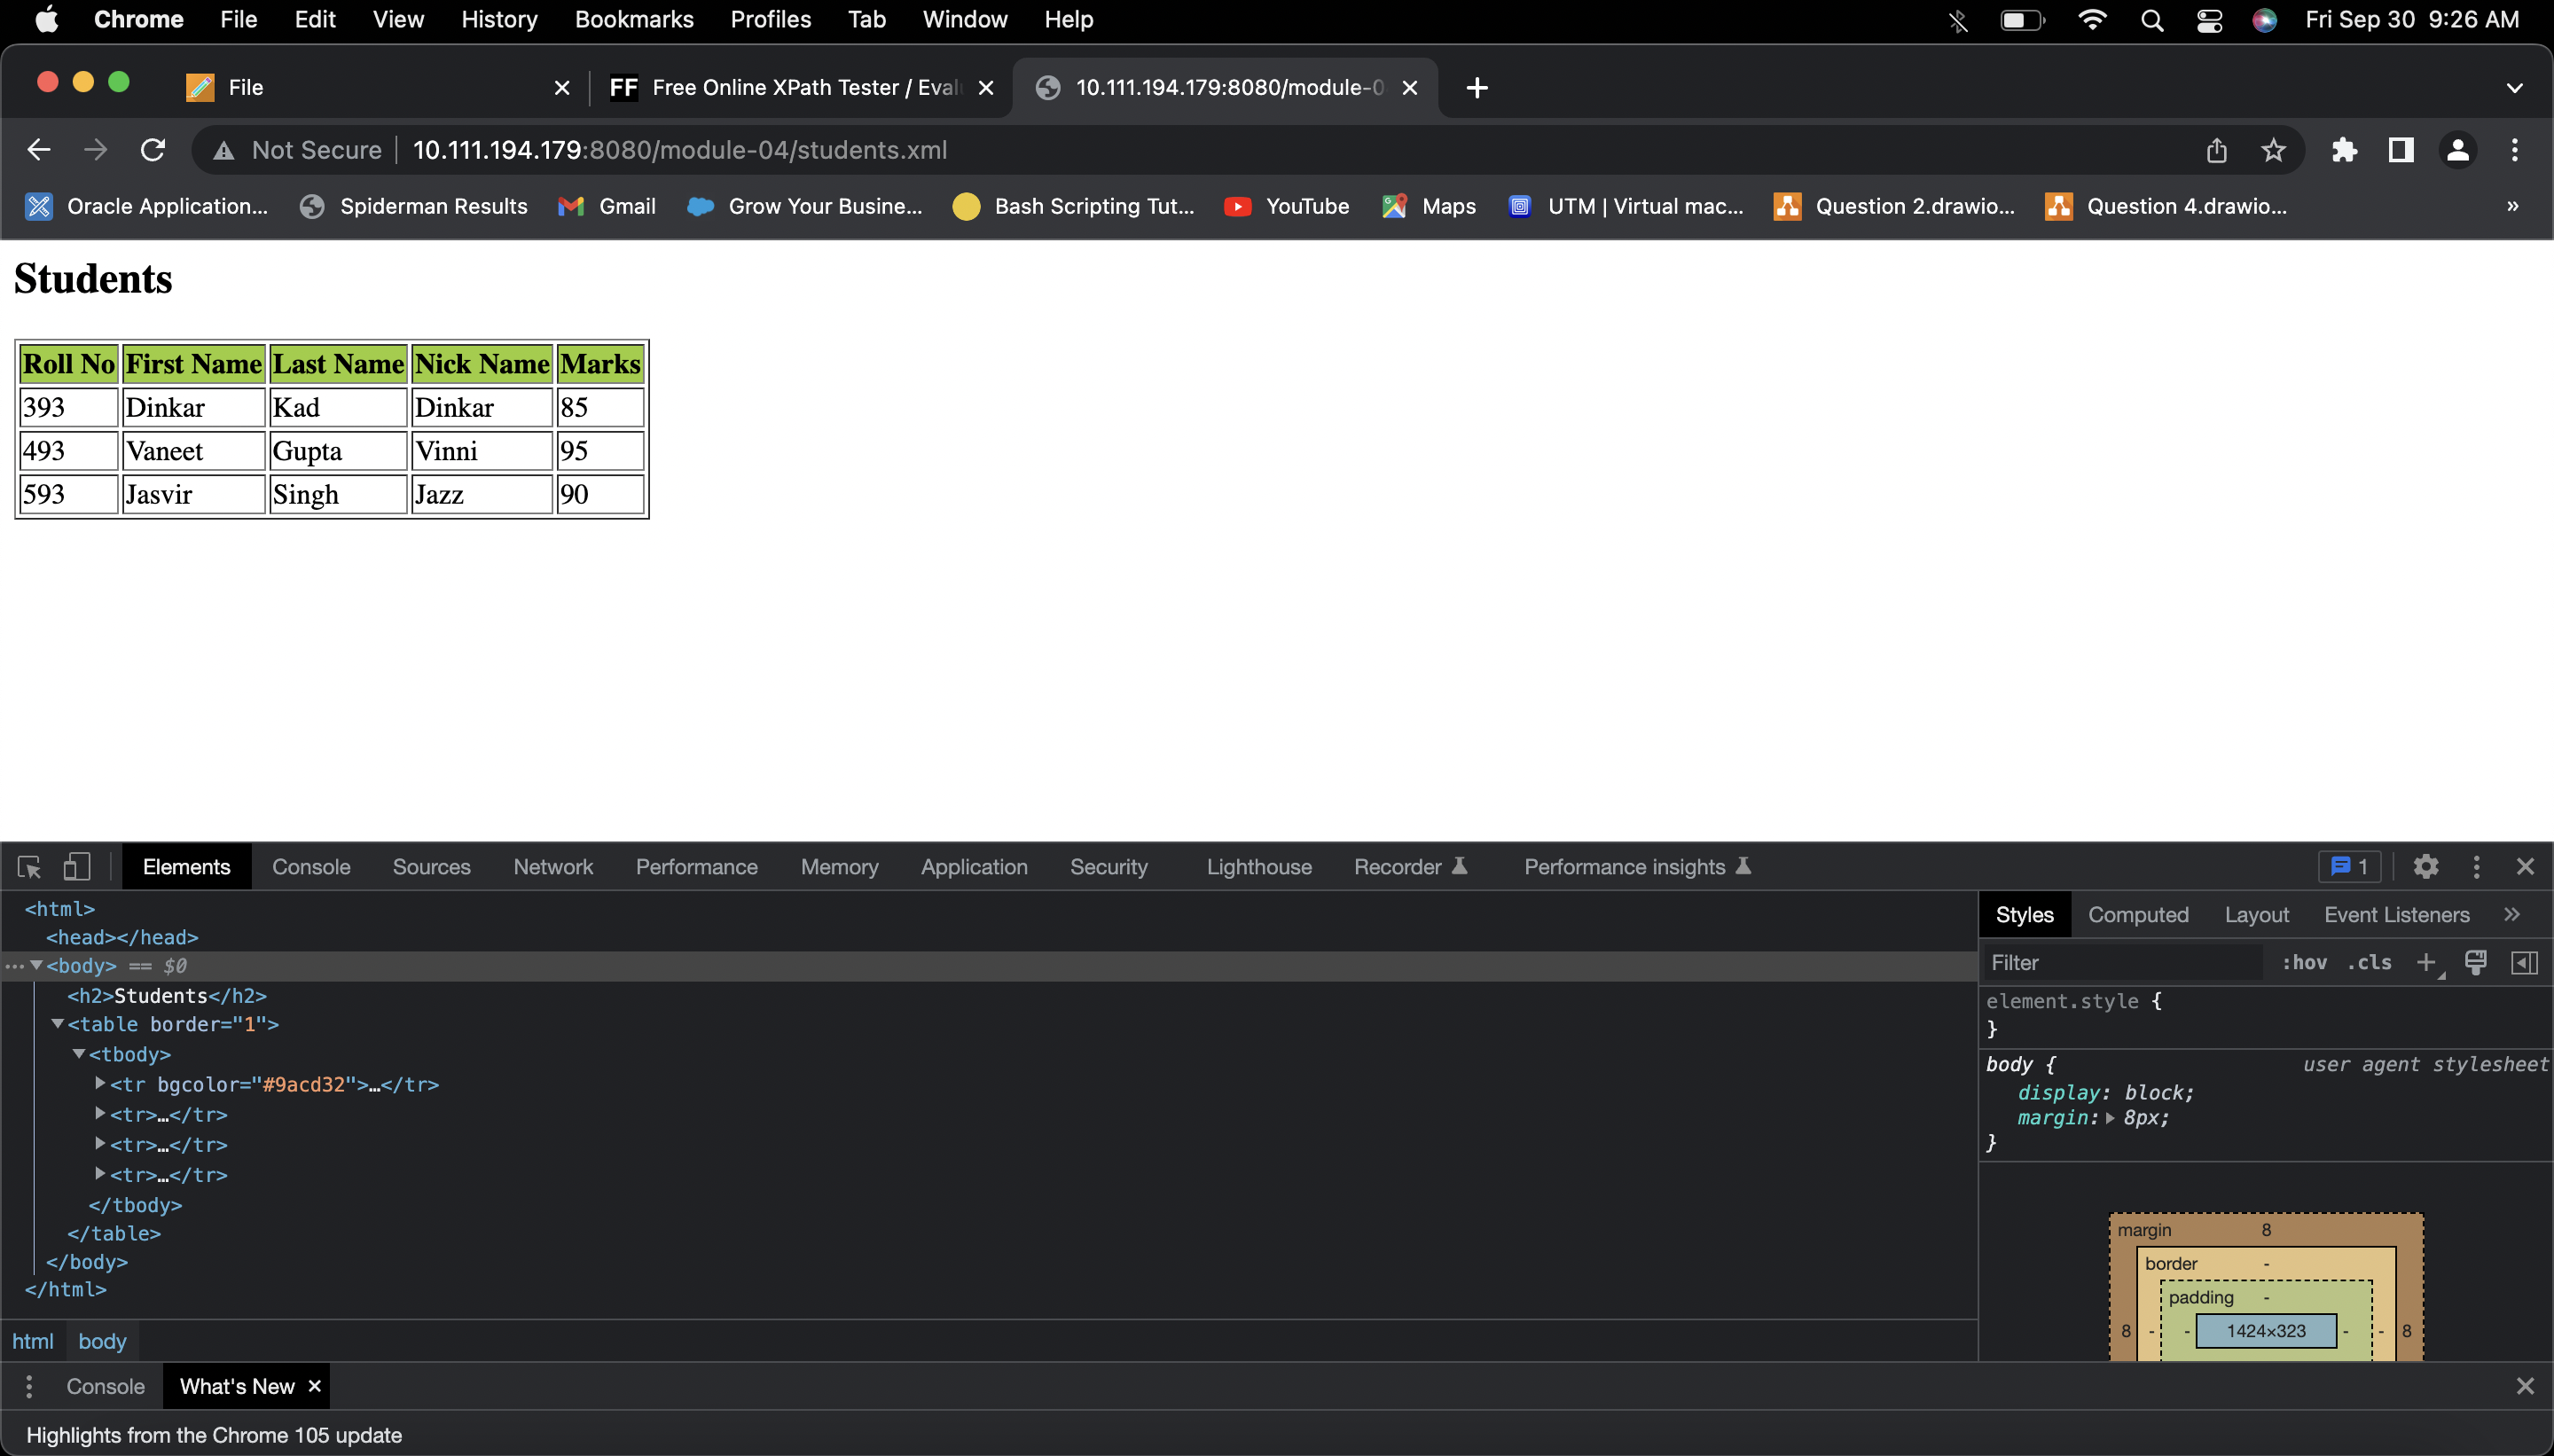 Chrome File Edit View History Bookmarks Profiles Tab Window Help Fri Sep 30 9:26 AM
File FF Free Online XPath Tester / Eval 10.111.194.179:8080/module-0
Not Secure 10.111.194.179:8080/module-04/students.xml
Oracle Application... Spiderman Results Gmail Grow Your Busine... Bash Scripting Tut... YouTube Maps UTM | Virtual mac... Question 2.drawio... Question 4.drawio... »
Students
Roll No First Name Last Name Nick Name Marks
393 Dinkar Kad Dinkar 85
493 Vaneet Gupta Vinni 95
593 Jasvir Singh Jazz 90
Elements Console Sources Network Performance Memory Application Security Lighthouse Recorder Performance insights 1
<html>
<head></head>
... <body> == $0
<h2>Students</h2>
<table border="1">
<tbody>
<tr bgcolor="#9acd32">…</tr>
<tr>…</tr>
<tr>…</tr>
<tr>…</tr>
</tbody>
</table>
</body>
</html>
html body
Styles Computed Layout Event Listeners »
Filter :hov .cls +
element.style {
}
body { user agent stylesheet
display: block;
margin: 8px;
}
margin 8
border -
padding -
8 - - 1424×323 - - 8
Console What's New
Highlights from the Chrome 105 update